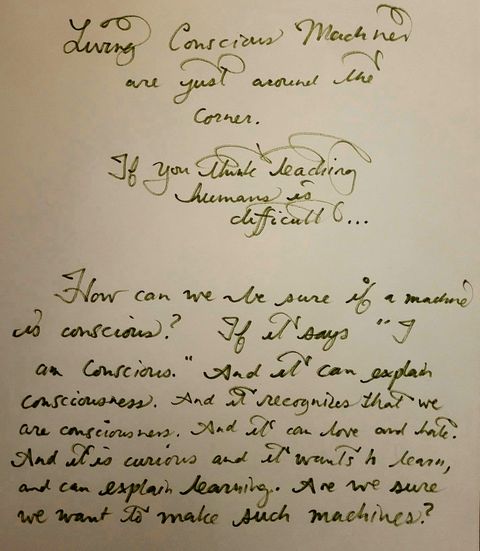 Living Conscious Machines
are just around the
Corner.
If you think teaching
humans is
difficult...
How can we be sure if a machine
is conscious? If it says "I
am Conscious." And it can explain
consciousness. And it recognizes that we
are consciousness. And it can love and hate.
And it is curious and it wants to learn,
and can explain learning. Are we sure
we want to make such machines?